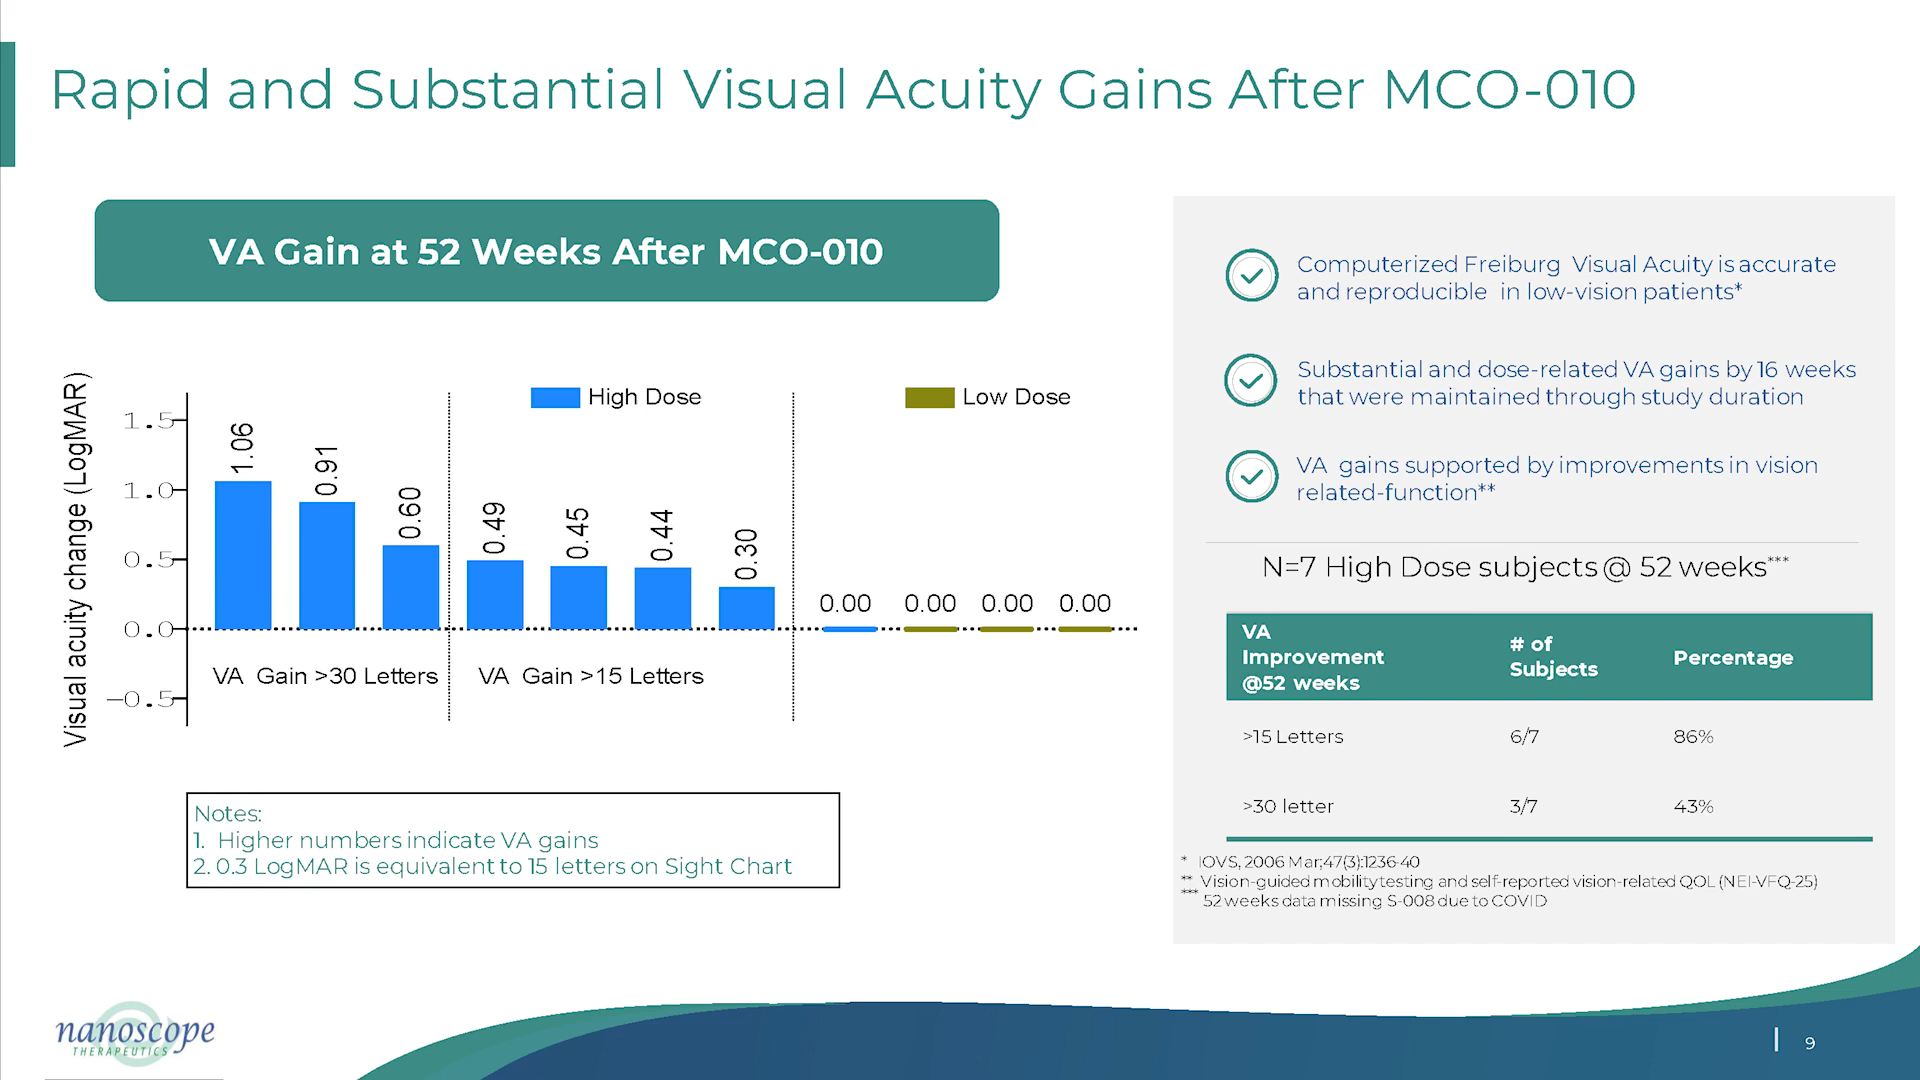 Rapid and Substantial Visual Acuity Gains After MCO-010
VA Gain at 52 Weeks After MCO-010
Visual acuity change (LogMAR)
1.5
1.0
0.5
0.0
−0.5
High Dose
Low Dose
1.06
0.91
0.60
0.49
0.45
0.44
0.30
0.00
0.00
0.00
0.00
VA Gain >30 Letters
VA Gain >15 Letters
Notes:
1. Higher numbers indicate VA gains
2. 0.3 LogMAR is equivalent to 15 letters on Sight Chart
Computerized Freiburg Visual Acuity is accurate
and reproducible in low-vision patients*
Substantial and dose-related VA gains by 16 weeks
that were maintained through study duration
VA gains supported by improvements in vision
related-function**
N=7 High Dose subjects @ 52 weeks***
VA
Improvement
@52 weeks
# of
Subjects
Percentage
>15 Letters 6/7 86%
>30 letter 3/7 43%
* IOVS, 2006 Mar;47(3):1236-40
** Vision-guided mobility testing and self-reported vision-related QOL (NEI-VFQ-25)
*** 52 weeks data missing S-008 due to COVID
nanoscope
THERAPEUTICS
9